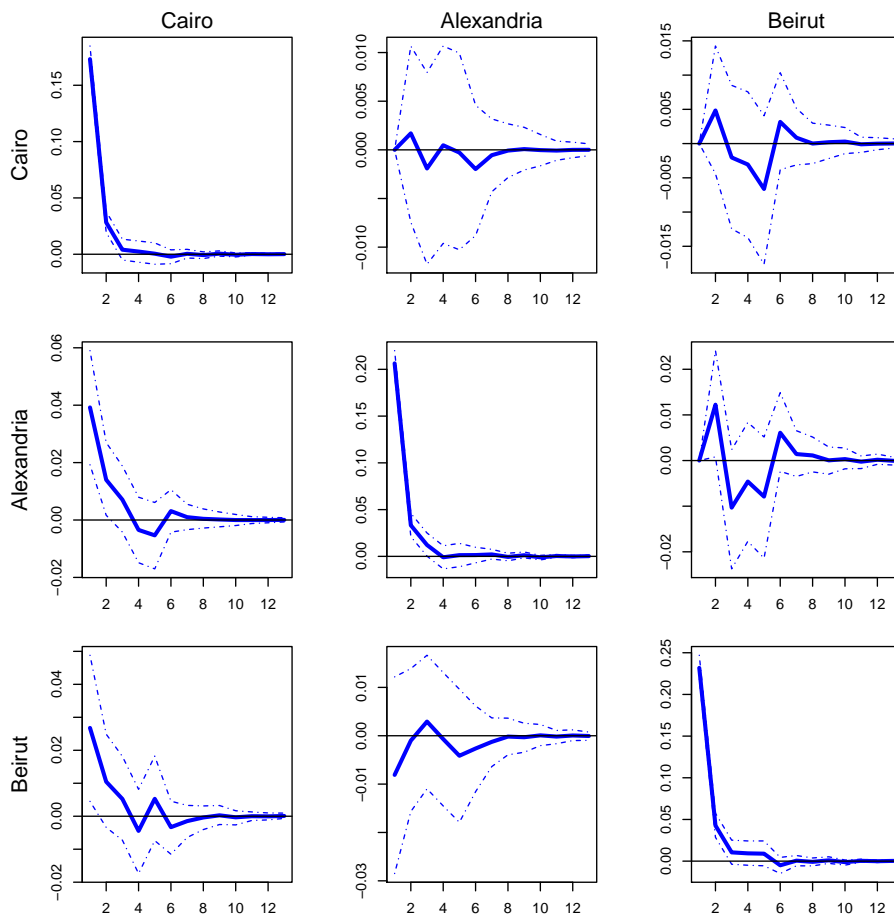 Cairo Alexandria Beirut
Cairo
0.00 0.05 0.10 0.15
2 4 6 8 10 12
−0.010 0.000 0.005 0.010
2 4 6 8 10 12
−0.015 −0.005 0.005 0.015
2 4 6 8 10 12
Alexandria
−0.02 0.00 0.02 0.04 0.06
2 4 6 8 10 12
0.00 0.05 0.10 0.15 0.20
2 4 6 8 10 12
−0.02 0.00 0.01 0.02
2 4 6 8 10 12
Beirut
−0.02 0.00 0.02 0.04
2 4 6 8 10 12
−0.03 −0.01 0.00 0.01
2 4 6 8 10 12
0.00 0.05 0.10 0.15 0.20 0.25
2 4 6 8 10 12